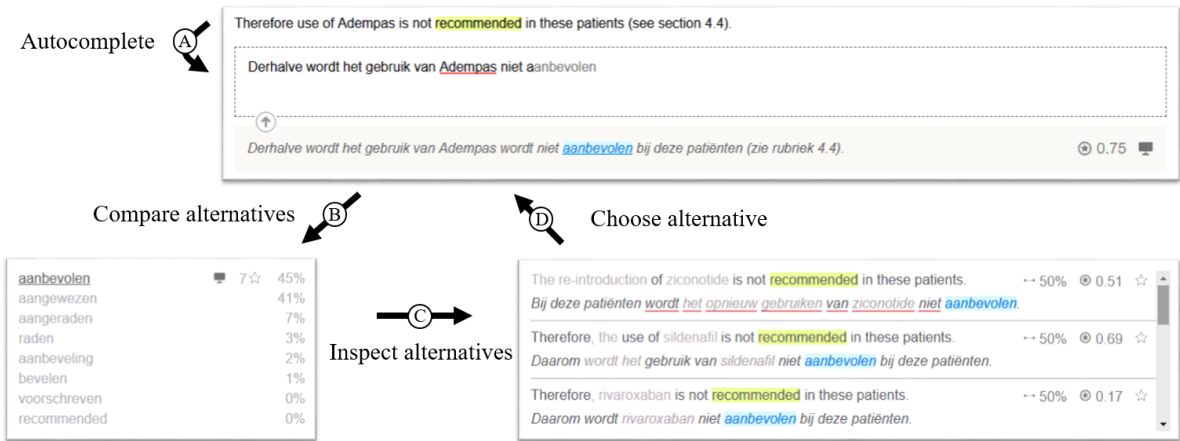 Therefore use of Adempas is not recommended in these patients (see section 4.4).
Autocomplete A
Derhalve wordt het gebruik van Adempas niet aanbevolen
Derhalve wordt het gebruik van Adempas wordt niet aanbevolen bij deze patiënten (zie rubriek 4.4). 0.75
Compare alternatives B
D Choose alternative
aanbevolen 7☆ 45%
aangewezen 41%
aangeraden 7%
raden 3%
aanbeveling 2%
bevelen 1%
voorschreven 0%
recommended 0%
C
Inspect alternatives
The re-introduction of ziconotide is not recommended in these patients. ↔ 50% 0.51 ☆
Bij deze patiënten wordt het opnieuw gebruiken van ziconotide niet aanbevolen.
Therefore, the use of sildenafil is not recommended in these patients. ↔ 50% 0.69 ☆
Daarom wordt het gebruik van sildenafil niet aanbevolen bij deze patiënten.
Therefore, rivaroxaban is not recommended in these patients. ↔ 50% 0.17 ☆
Daarom wordt rivaroxaban niet aanbevolen bij deze patiënten.